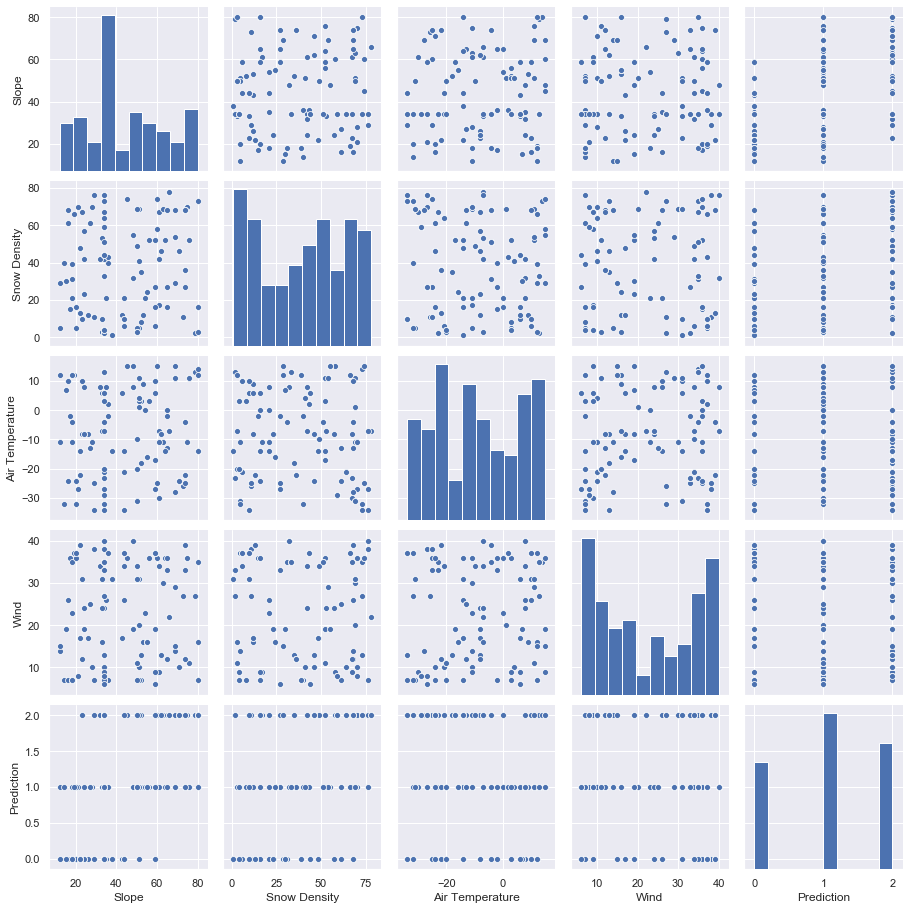 Slope
80
60
40
20
Snow Density
80
60
40
20
0
Air Temperature
10
0
−10
−20
−30
Wind
40
30
20
10
Prediction
2.0
1.5
1.0
0.5
0.0
20 40 60 80
0 25 50 75
−20 0
10 20 30 40
0 1 2
Slope
Snow Density
Air Temperature
Wind
Prediction